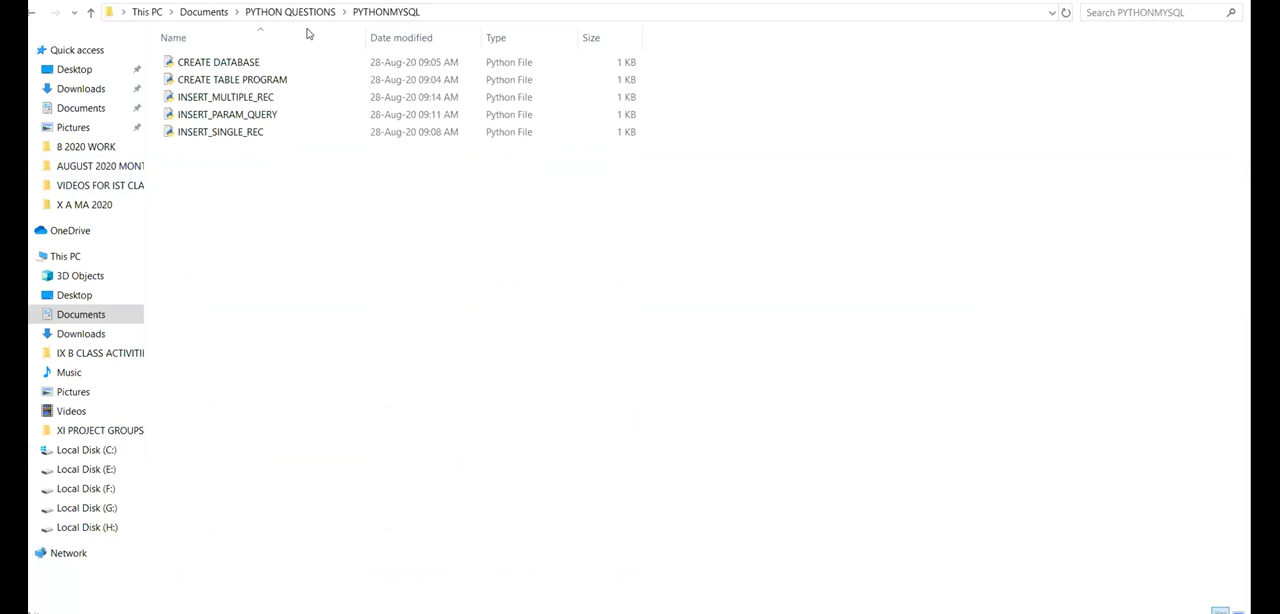 This PC > Documents > PYTHON QUESTIONS > PYTHONMYSQL
Search PYTHONMYSQL
Name Date modified Type Size
CREATE DATABASE 28-Aug-20 09:05 AM Python File 1 KB
CREATE TABLE PROGRAM 28-Aug-20 09:04 AM Python File 1 KB
INSERT_MULTIPLE_REC 28-Aug-20 09:14 AM Python File 1 KB
INSERT_PARAM_QUERY 28-Aug-20 09:11 AM Python File 1 KB
INSERT_SINGLE_REC 28-Aug-20 09:08 AM Python File 1 KB
Quick access
Desktop
Downloads
Documents
Pictures
8 2020 WORK
AUGUST 2020 MONT
VIDEOS FOR IST CLA
X A MA 2020
OneDrive
This PC
3D Objects
Desktop
Documents
Downloads
IX B CLASS ACTIVITII
Music
Pictures
Videos
XI PROJECT GROUPS
Local Disk (C:)
Local Disk (E:)
Local Disk (F:)
Local Disk (G:)
Local Disk (H:)
Network